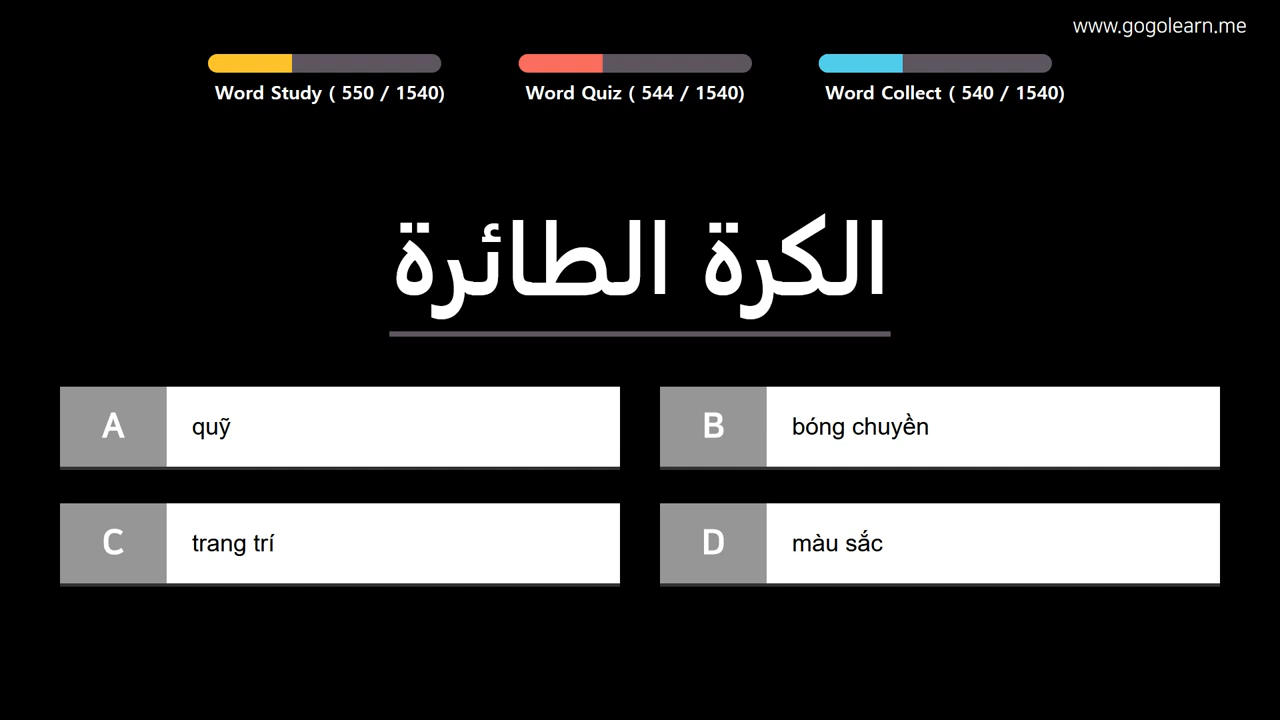 www.gogolearn.me
Word Study ( 550 / 1540)
Word Quiz ( 544 / 1540)
Word Collect ( 540 / 1540)
الكرة الطائرة
A
quỹ
B
bóng chuyền
C
trang trí
D
màu sắc